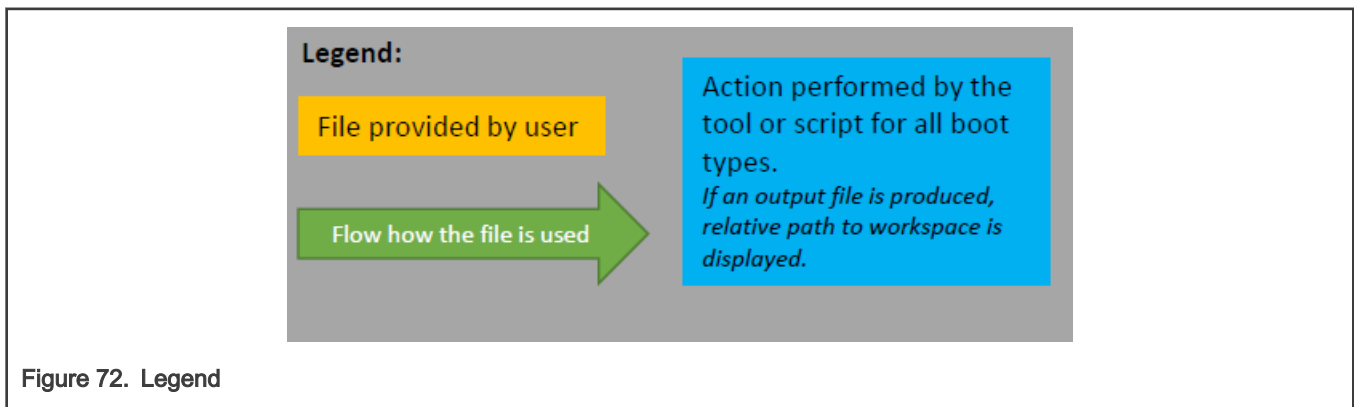 Legend:
File provided by user
Flow how the file is used
Action performed by the
tool or script for all boot
types.
If an output file is produced,
relative path to workspace is
displayed.
Figure 72. Legend